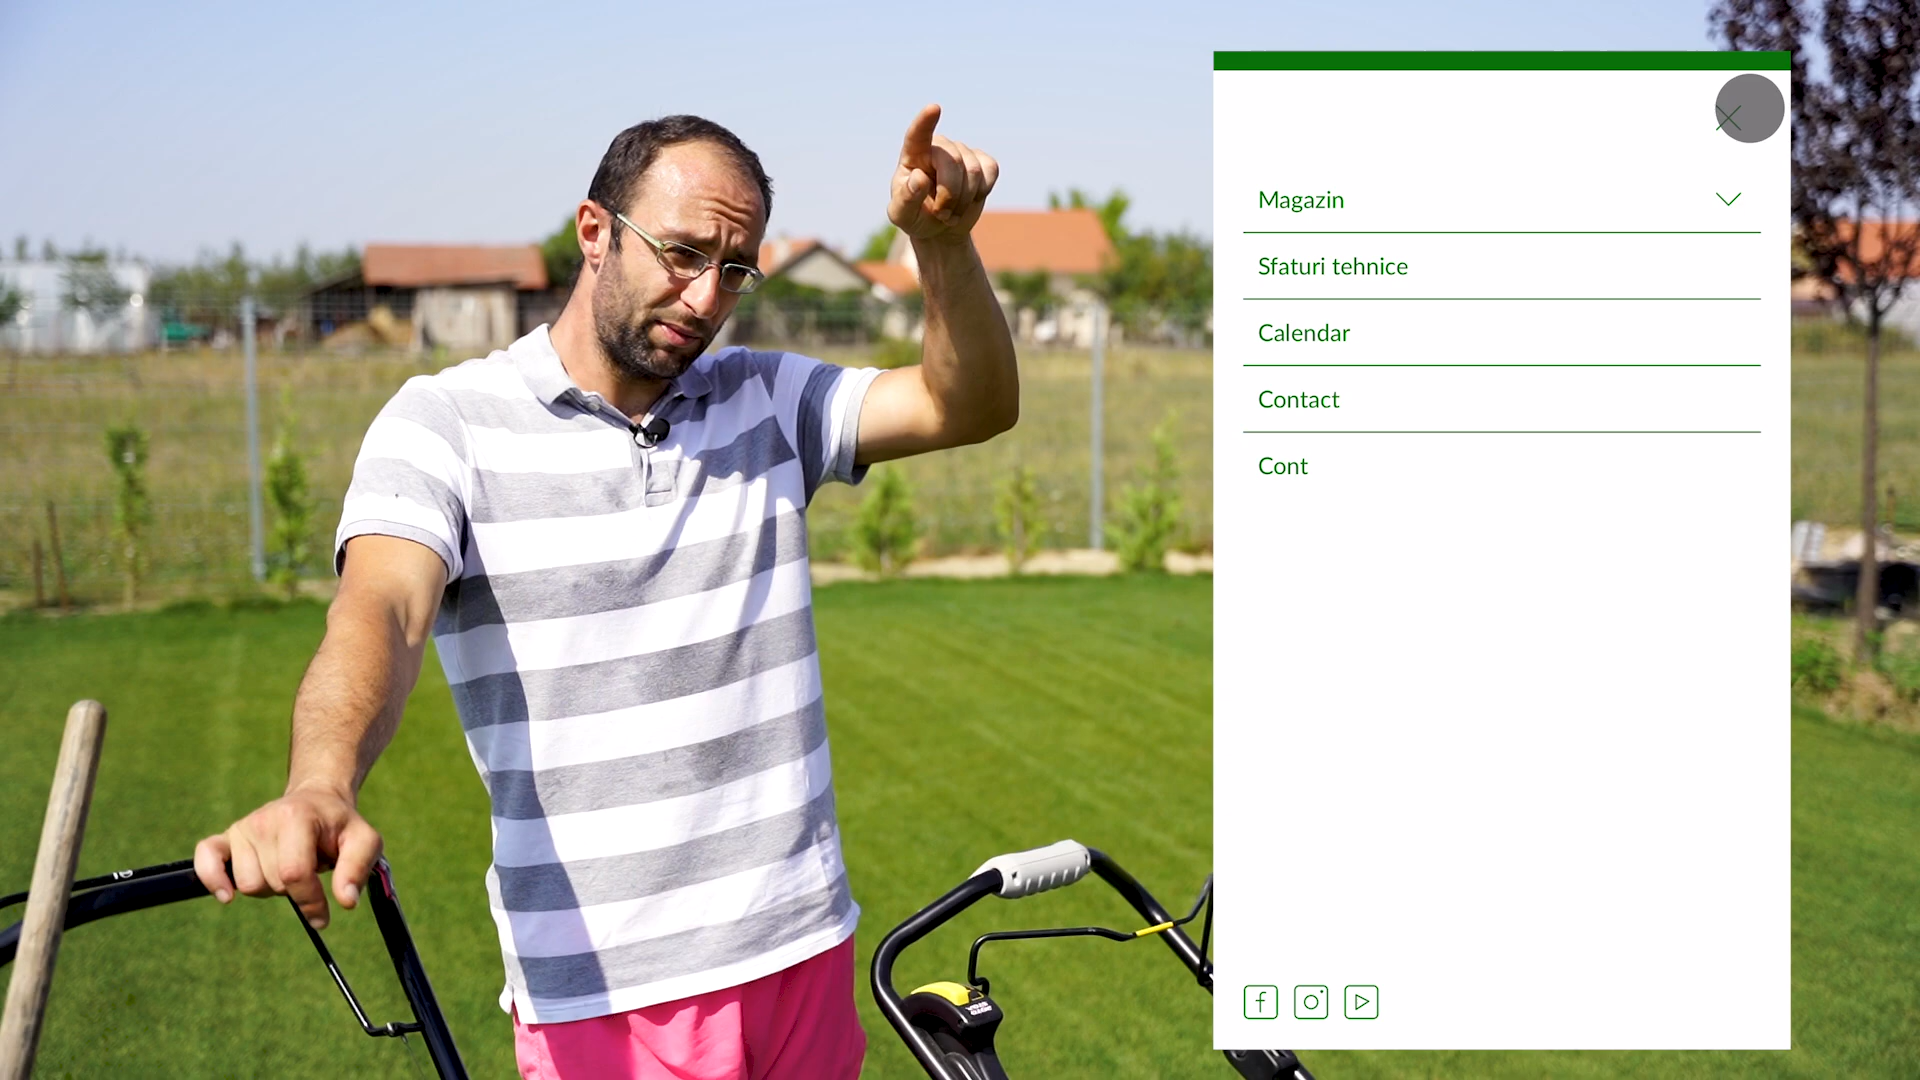 Magazin
Sfaturi tehnice
Calendar
Contact
Cont